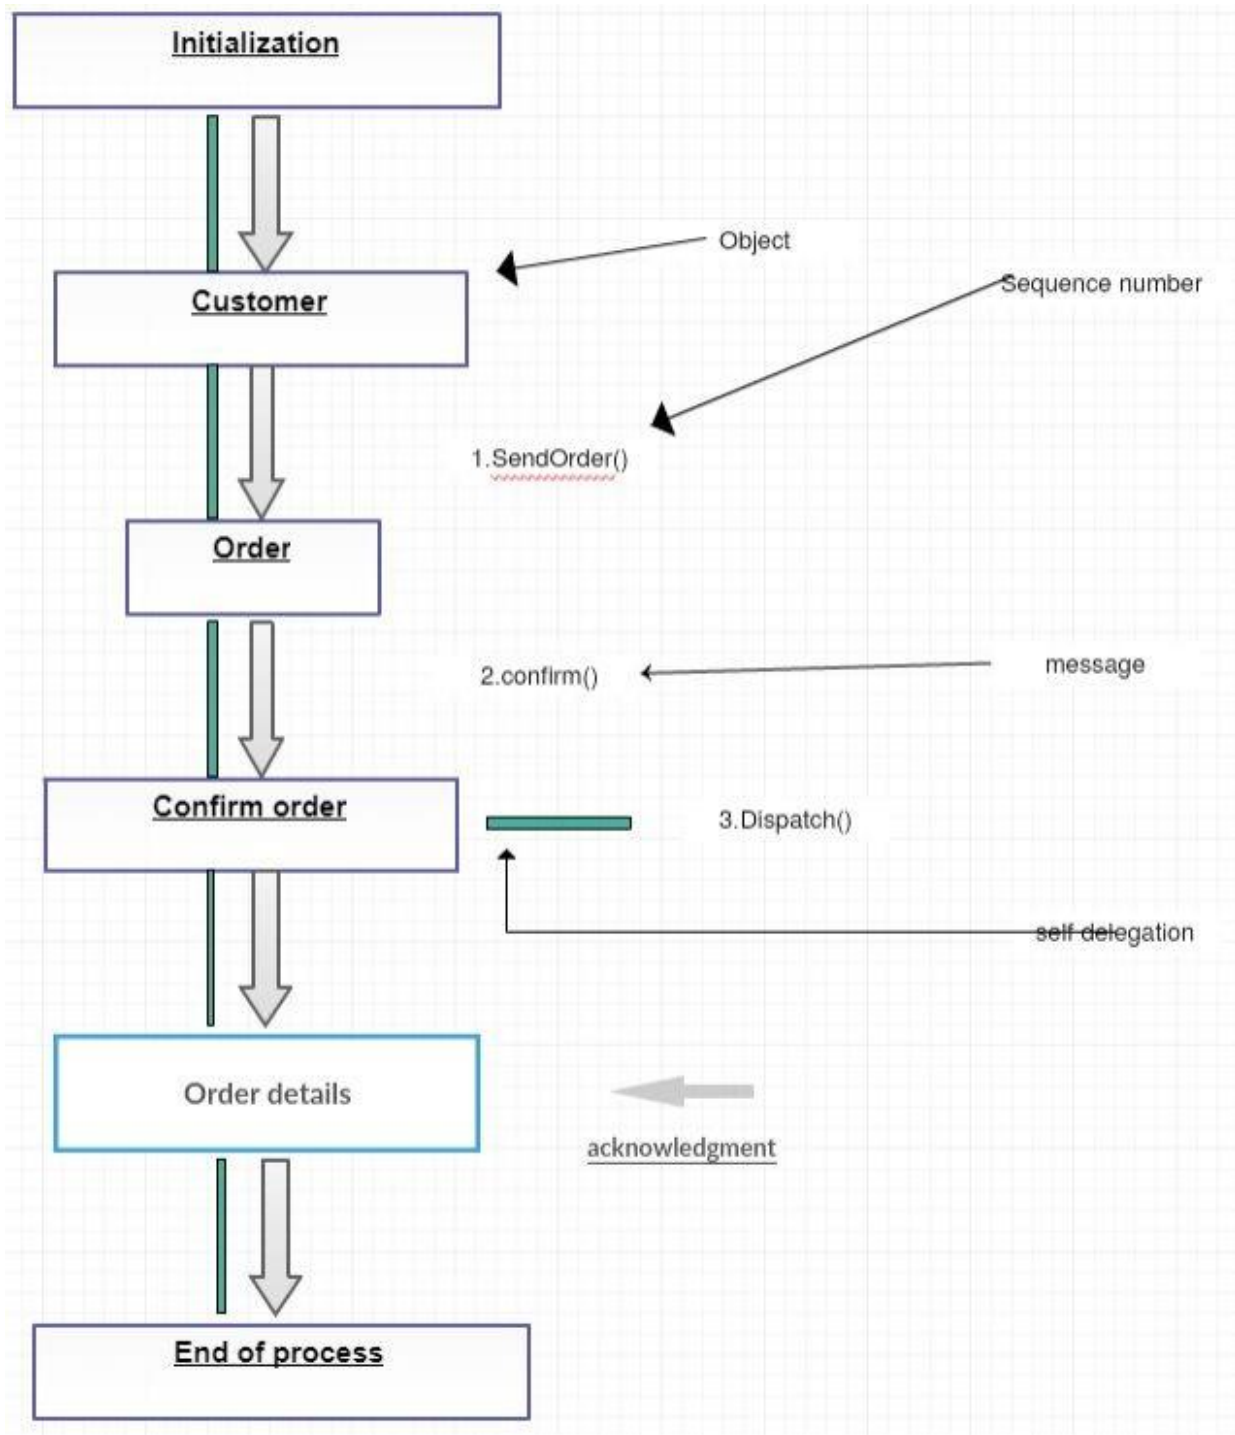 Initialization
Object
Sequence number
Customer
1.SendOrder()
Order
2.confirm()
message
Confirm order
3.Dispatch()
self delegation
Order details
acknowledgment
End of process